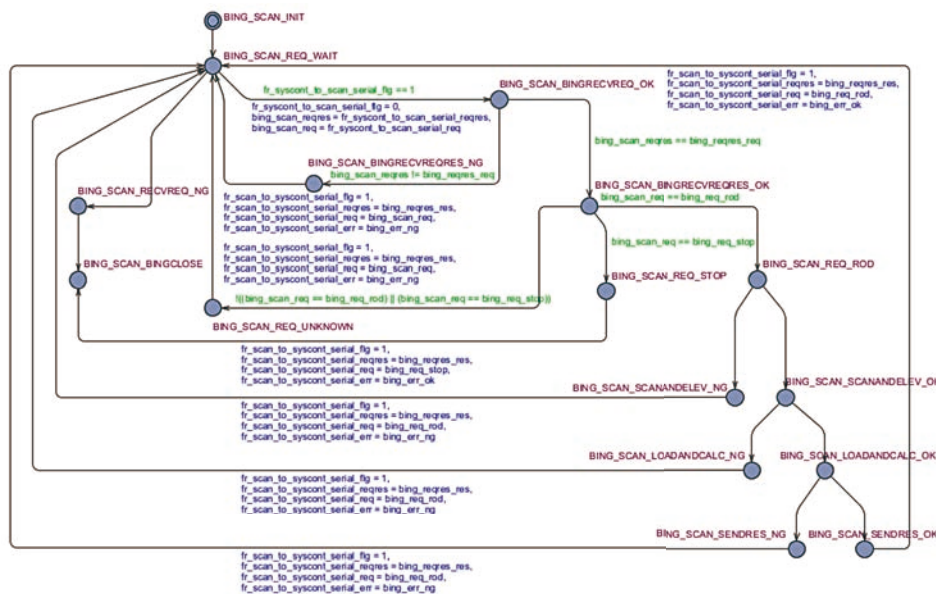 BING_SCAN_INIT
BING_SCAN_REQ_WAIT
fr_syscont_to_scan_serial_flg == 1
fr_syscont_to_scan_serial_flg = 0,
bing_scan_reqres = fr_syscont_to_scan_serial_reqres,
bing_scan_req = fr_syscont_to_scan_serial_req
BING_SCAN_BINGRECVREQ_OK
fr_scan_to_syscont_serial_flg = 1,
fr_scan_to_syscont_serial_reqres = bing_reqres_res,
fr_scan_to_syscont_serial_req = bing_req_rod,
fr_scan_to_syscont_serial_err = bing_err_ok
bing_scan_reqres == bing_reqres_req
BING_SCAN_BINGRECVREQRES_NG
bing_scan_reqres != bing_reqres_req
BING_SCAN_RECVREQ_NG
BING_SCAN_BINGRECVREQRES_OK
bing_scan_req == bing_req_rod
fr_scan_to_syscont_serial_flg = 1,
fr_scan_to_syscont_serial_reqres = bing_reqres_res,
fr_scan_to_syscont_serial_req = bing_scan_req,
fr_scan_to_syscont_serial_err = bing_err_ng
fr_scan_to_syscont_serial_flg = 1,
fr_scan_to_syscont_serial_reqres = bing_reqres_res,
fr_scan_to_syscont_serial_req = bing_scan_req,
fr_scan_to_syscont_serial_err = bing_err_ng
bing_scan_req == bing_req_stop
BING_SCAN_BINGCLOSE
BING_SCAN_REQ_STOP
BING_SCAN_REQ_ROD
!((bing_scan_req == bing_req_rod) || (bing_scan_req == bing_req_stop))
BING_SCAN_REQ_UNKNOWN
fr_scan_to_syscont_serial_flg = 1,
fr_scan_to_syscont_serial_reqres = bing_reqres_res,
fr_scan_to_syscont_serial_req = bing_req_stop,
fr_scan_to_syscont_serial_err = bing_err_ok
BING_SCAN_SCANANDELEV_NG
BING_SCAN_SCANANDELEV_OK
fr_scan_to_syscont_serial_flg = 1,
fr_scan_to_syscont_serial_reqres = bing_reqres_res,
fr_scan_to_syscont_serial_req = bing_req_rod,
fr_scan_to_syscont_serial_err = bing_err_ng
BING_SCAN_LOADANDCALC_NG
BING_SCAN_LOADANDCALC_OK
fr_scan_to_syscont_serial_flg = 1,
fr_scan_to_syscont_serial_reqres = bing_reqres_res,
fr_scan_to_syscont_serial_req = bing_req_rod,
fr_scan_to_syscont_serial_err = bing_err_ng
BING_SCAN_SENDRES_NG
BING_SCAN_SENDRES_OK
fr_scan_to_syscont_serial_flg = 1,
fr_scan_to_syscont_serial_reqres = bing_reqres_res,
fr_scan_to_syscont_serial_req = bing_req_rod,
fr_scan_to_syscont_serial_err = bing_err_ng